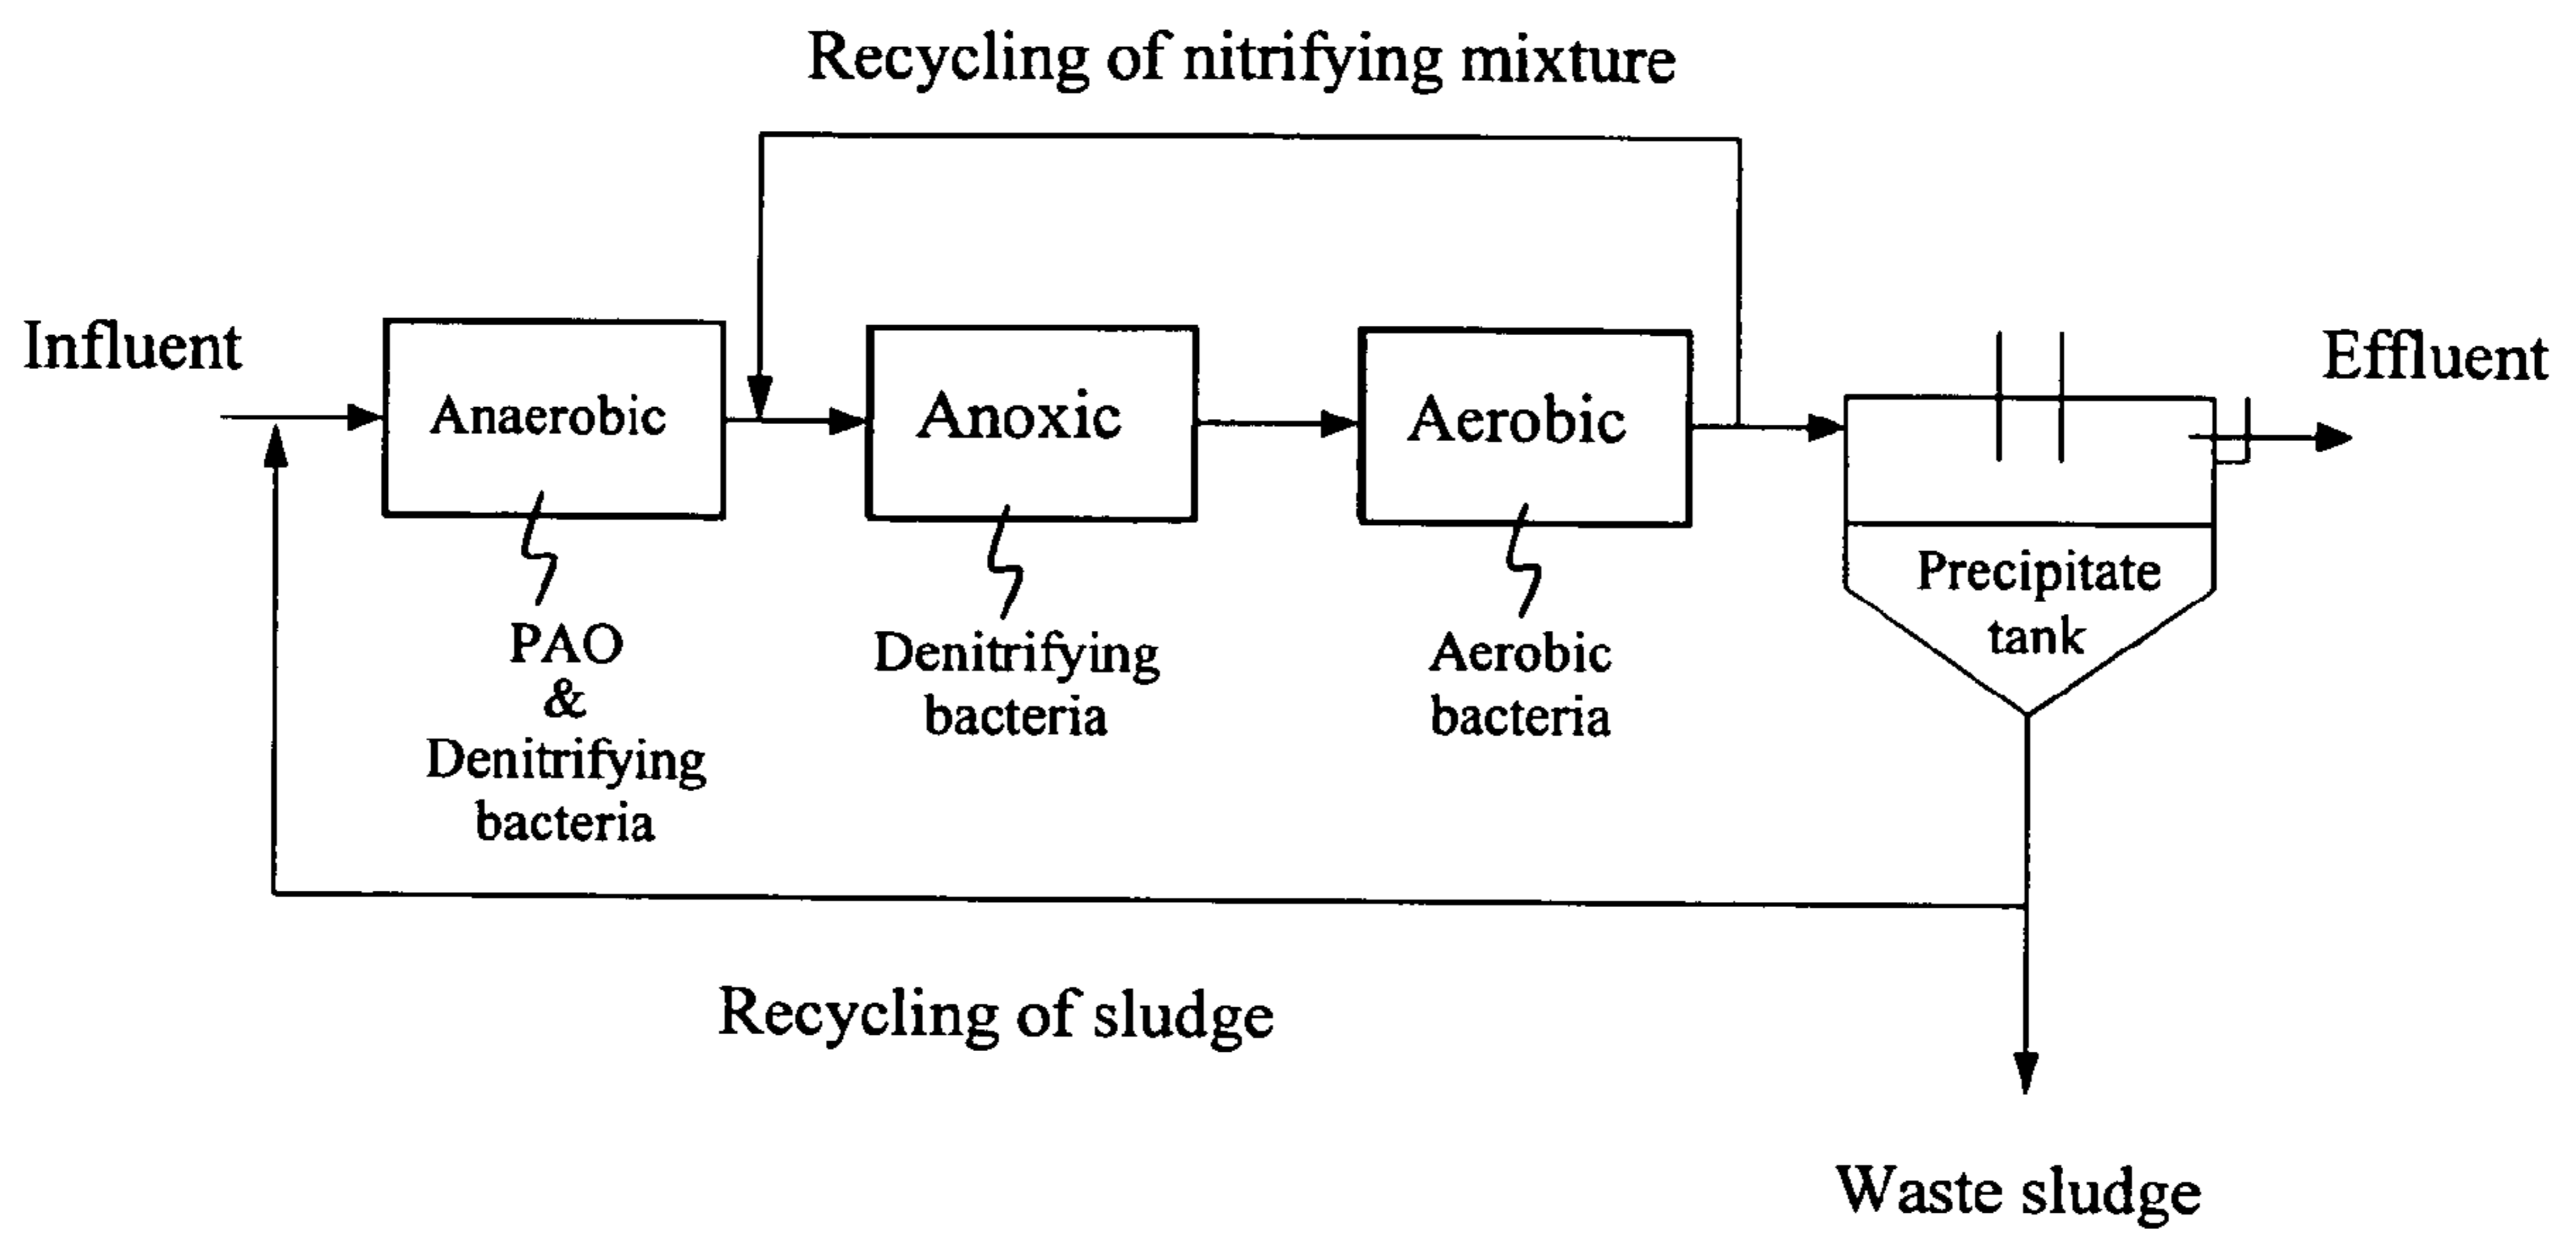 Recycling of nitrifying mixture
Influent
Anaerobic
Anoxic
Aerobic
Effluent
Precipitate
tank
PAO
&
Denitrifying
bacteria
Denitrifying
bacteria
Aerobic
bacteria
Recycling of sludge
Waste sludge